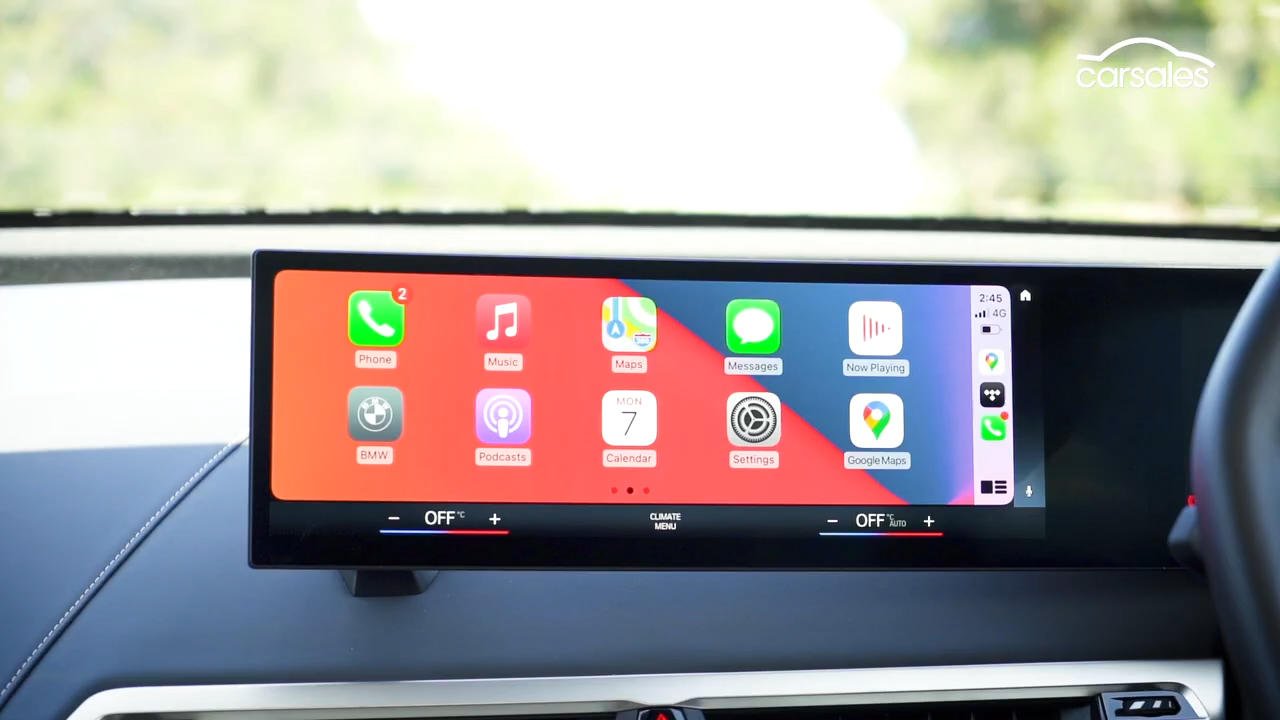 carsales
2
Phone
Music
Maps
Messages
Now Playing
2:45
4G
BMW
Podcasts
MON
7
Calendar
Settings
Google Maps
− OFF °C +
CLIMATE
MENU
− OFF °C AUTO +